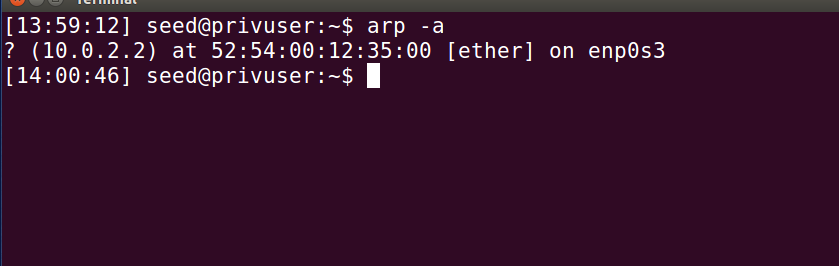 Terminal
[13:59:12] seed@privuser:~$ arp -a
? (10.0.2.2) at 52:54:00:12:35:00 [ether] on enp0s3
[14:00:46] seed@privuser:~$